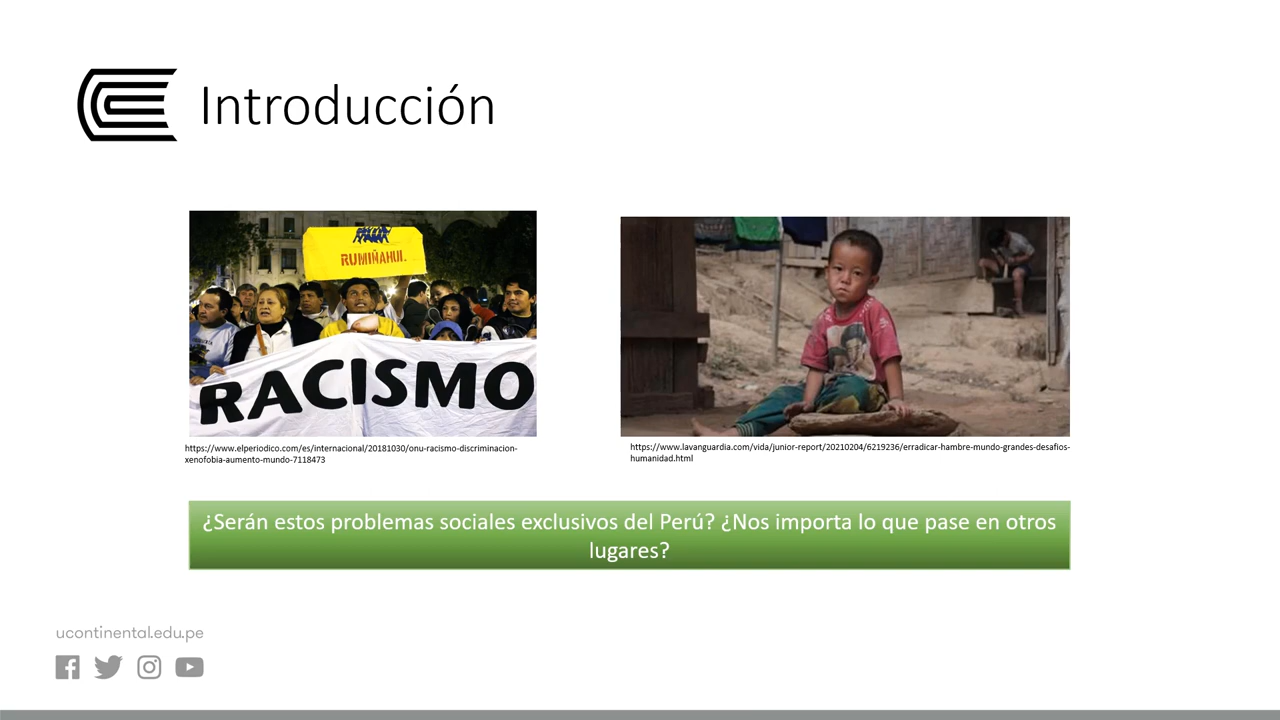 Introducción
RUMIÑAHUI.
RACISMO
https://www.elperiodico.com/es/internacional/20181030/onu-racismo-discriminacion-
xenofobia-aumento-mundo-7118473
https://www.lavanguardia.com/vida/junior-report/20210204/6219236/erradicar-hambre-mundo-grandes-desafios-
humanidad.html
¿Serán estos problemas sociales exclusivos del Perú? ¿Nos importa lo que pase en otros
lugares?
ucontinental.edu.pe